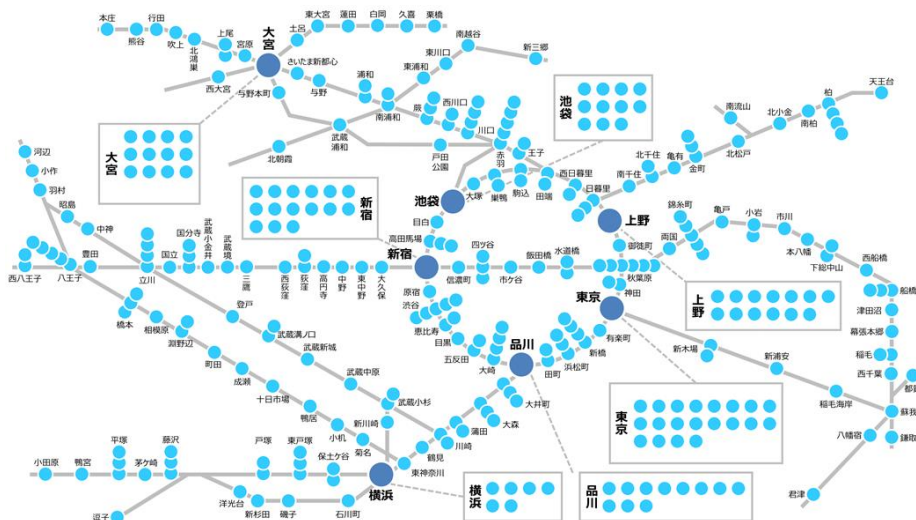 本庄
熊谷
行田
吹上
北鴻巣
上尾
宮原
大宮
土呂
東大宮
蓮田
白岡
久喜
栗橋
西大宮
さいたま新都心
与野本町
与野
浦和
南浦和
東浦和
東川口
南越谷
新三郷
武蔵浦和
北朝霞
戸田公園
蕨
西川口
川口
赤羽
王子
大宮
池袋
新宿
池袋
大塚
巣鴨
駒込
田端
西日暮里
日暮里
南千住
北千住
亀有
金町
北松戸
南流山
北小金
南柏
柏
天王台
上野
御徒町
秋葉原
神田
東京
有楽町
新橋
浜松町
田町
品川
大崎
五反田
目黒
恵比寿
渋谷
原宿
新宿
高田馬場
目白
河辺
小作
羽村
昭島
中神
西八王子
八王子
豊田
立川
国立
国分寺
武蔵小金井
武蔵境
三鷹
西荻窪
荻窪
高円寺
中野
東中野
大久保
信濃町
四ツ谷
市ケ谷
飯田橋
水道橋
両国
錦糸町
亀戸
小岩
市川
本八幡
下総中山
西船橋
船橋
津田沼
幕張本郷
稲毛
西千葉
蘇我
鎌取
八幡宿
君津
稲毛海岸
新浦安
新木場
橋本
相模原
淵野辺
町田
成瀬
十日市場
鴨居
小机
菊名
登戸
武蔵溝ノ口
武蔵新城
武蔵中原
武蔵小杉
新川崎
大井町
大森
蒲田
川崎
鶴見
東神奈川
横浜
保土ケ谷
東戸塚
戸塚
藤沢
茅ケ崎
平塚
鴨宮
小田原
逗子
洋光台
新杉田
磯子
石川町
上野
東京
横浜
品川